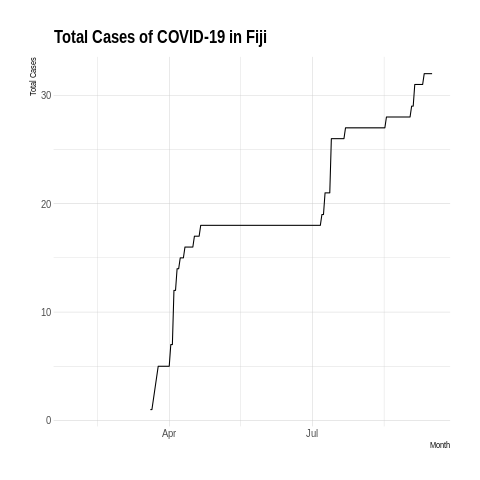 Total Cases of COVID-19 in Fiji
Total Cases
30
20
10
0
Apr
Jul
Month